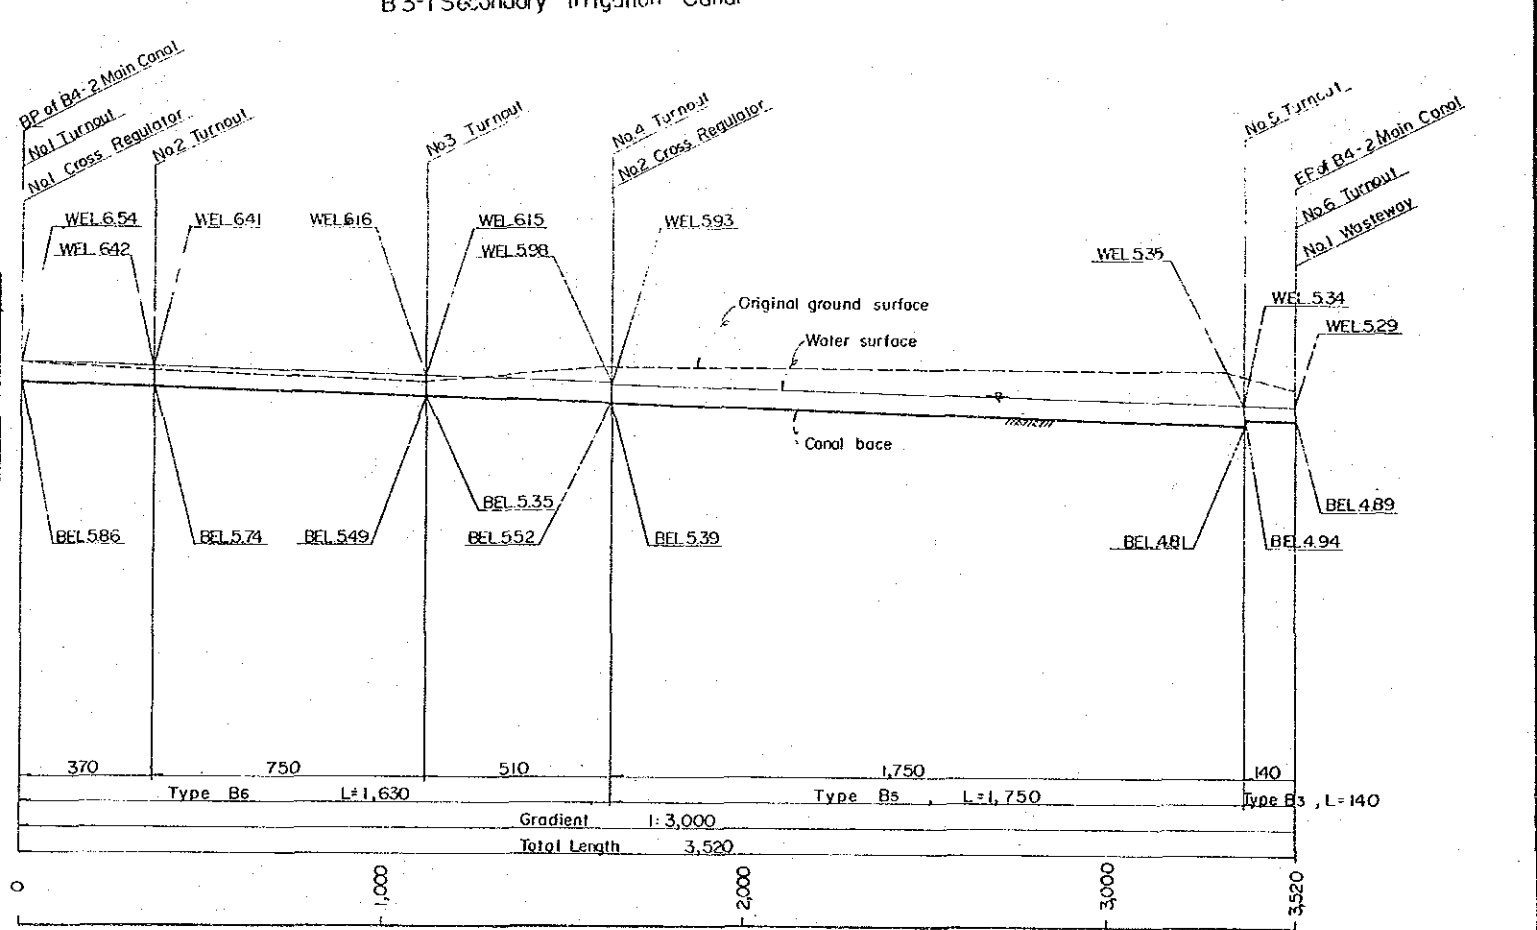 B 3-1 Secondary Irrigation Canal
BP of B4-2 Main Canal
No.1 Turnout
No.1 Cross Regulator
No.2 Turnout
No.3 Turnout
No.4 Turnout
No.2 Cross Regulator
No.5 Turnout
EP of B4-2 Main Canal
No.6 Turnout
No.1 Wasteway
WEL.6.54
WEL.6.42
WEL.6.41
WEL.6.16
WEL.6.15
WEL.5.98
WEL.5.93
WEL.5.35
WEL.5.34
WEL.5.29
Original ground surface
Water surface
Canal bace
BEL.5.86
BEL.5.74
BEL.5.49
BEL.5.35
BEL.5.52
BEL.5.39
BEL.4.81
BEL.4.94
BEL.4.89
370 750 510 1,750 140
Type B6 L=1,630 Type B5 , L=1,750 Type B3 , L=140
Gradient 1:3,000
Total Length 3,520
0 1,000 2,000 3,000 3,520